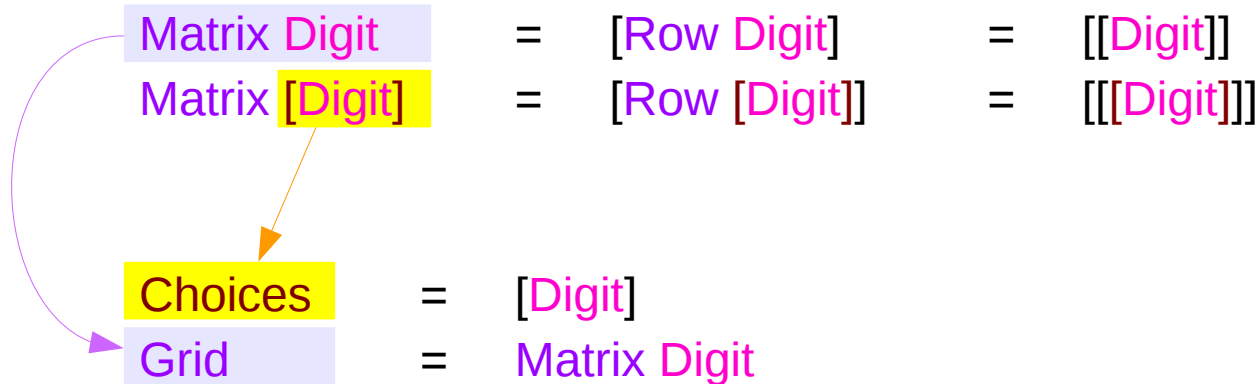 Matrix Digit = [Row Digit] = [[Digit]]
Matrix [Digit] = [Row [Digit]] = [[[Digit]]]
Choices = [Digit]
Grid = Matrix Digit